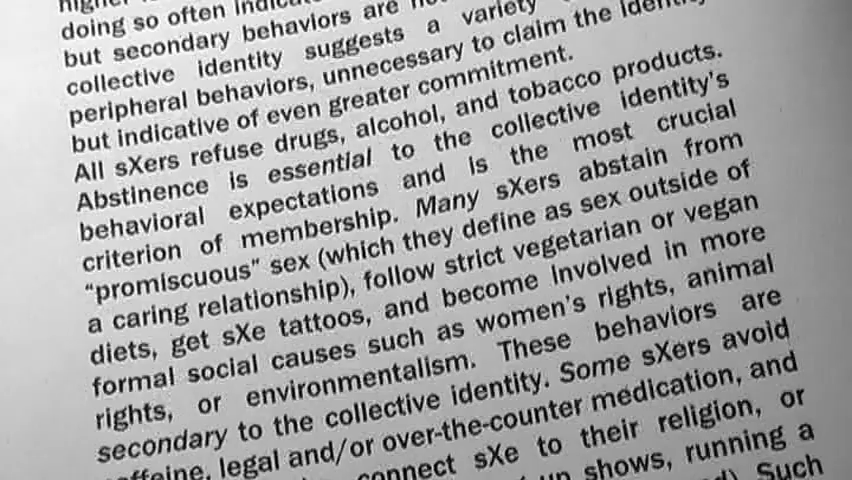 doing so often
but secondary behaviors are
collective identity suggests a variety
peripheral behaviors, unnecessary to claim the identity
but indicative of even greater commitment.
All sXers refuse drugs, alcohol, and tobacco products.
Abstinence is essential to the collective identity's
behavioral expectations and is the most crucial
criterion of membership. Many sXers abstain from
“promiscuous” sex (which they define as sex outside of
a caring relationship), follow strict vegetarian or vegan
diets, get sXe tattoos, and become involved in more
formal social causes such as women's rights, animal
rights, or environmentalism. These behaviors are
secondary to the collective identity. Some sXers avoid
legal and/or over-the-counter medication, and
connect sXe to their religion, or
shows, running a
Such